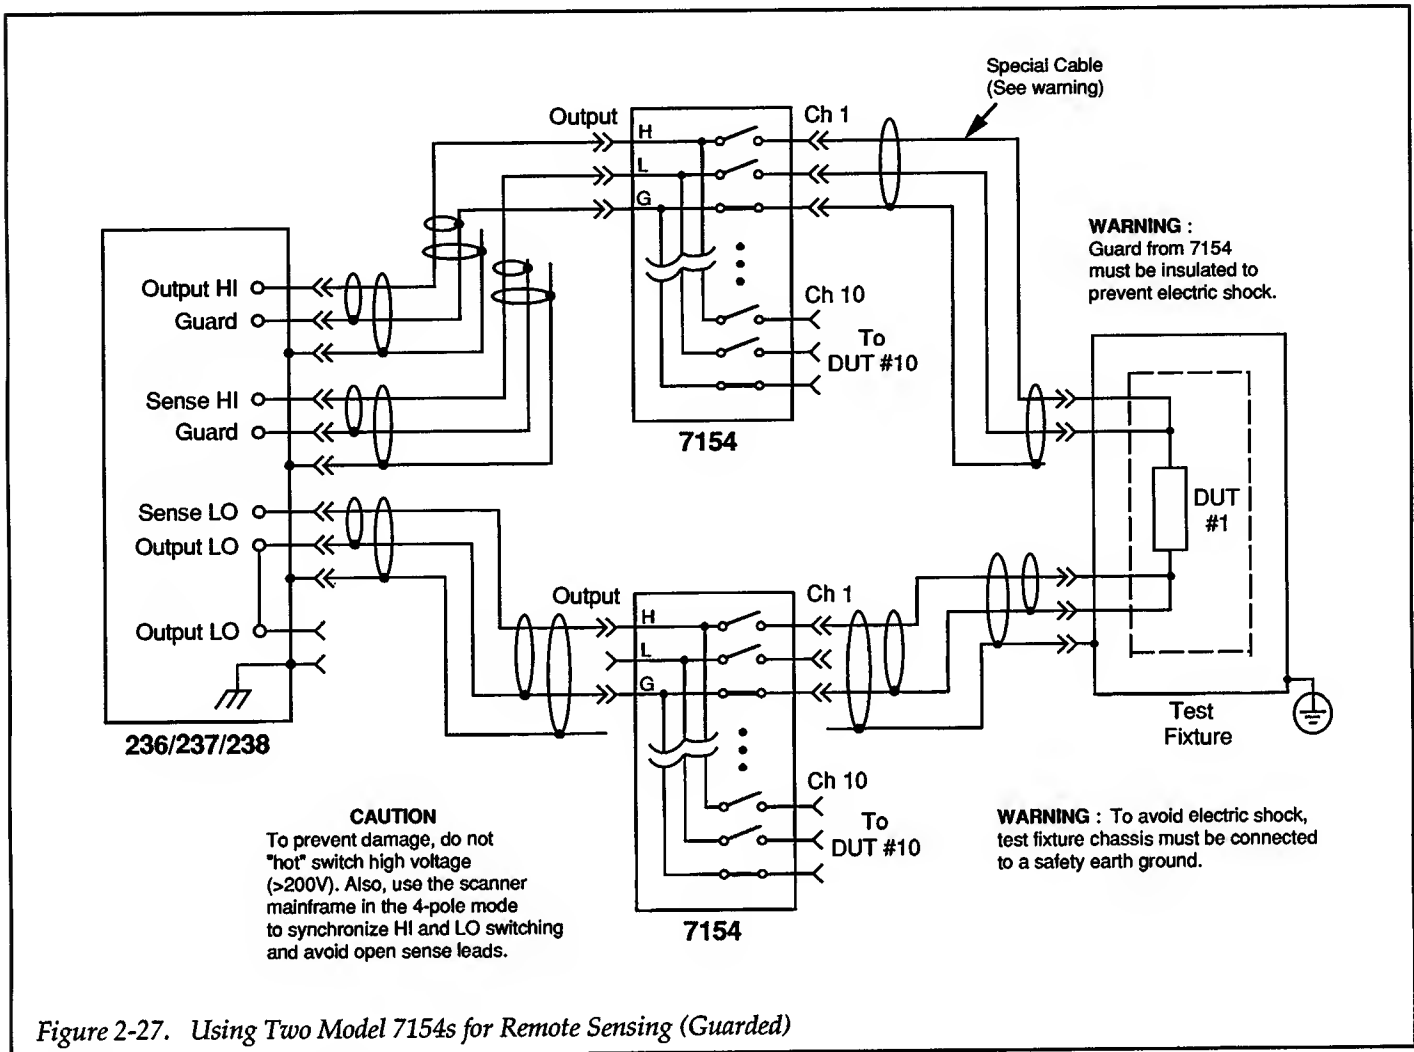 Special Cable
(See warning)
Output
H
L
G
Ch 1
Ch 10
To
DUT #10
7154
WARNING :
Guard from 7154
must be insulated to
prevent electric shock.
Output HI
Guard
Sense HI
Guard
Sense LO
Output LO
Output LO
236/237/238
DUT
#1
Test
Fixture
Output
H
L
G
Ch 1
Ch 10
To
DUT #10
7154
CAUTION
To prevent damage, do not
"hot" switch high voltage
(>200V). Also, use the scanner
mainframe in the 4-pole mode
to synchronize HI and LO switching
and avoid open sense leads.
WARNING : To avoid electric shock,
test fixture chassis must be connected
to a safety earth ground.
Figure 2-27. Using Two Model 7154s for Remote Sensing (Guarded)